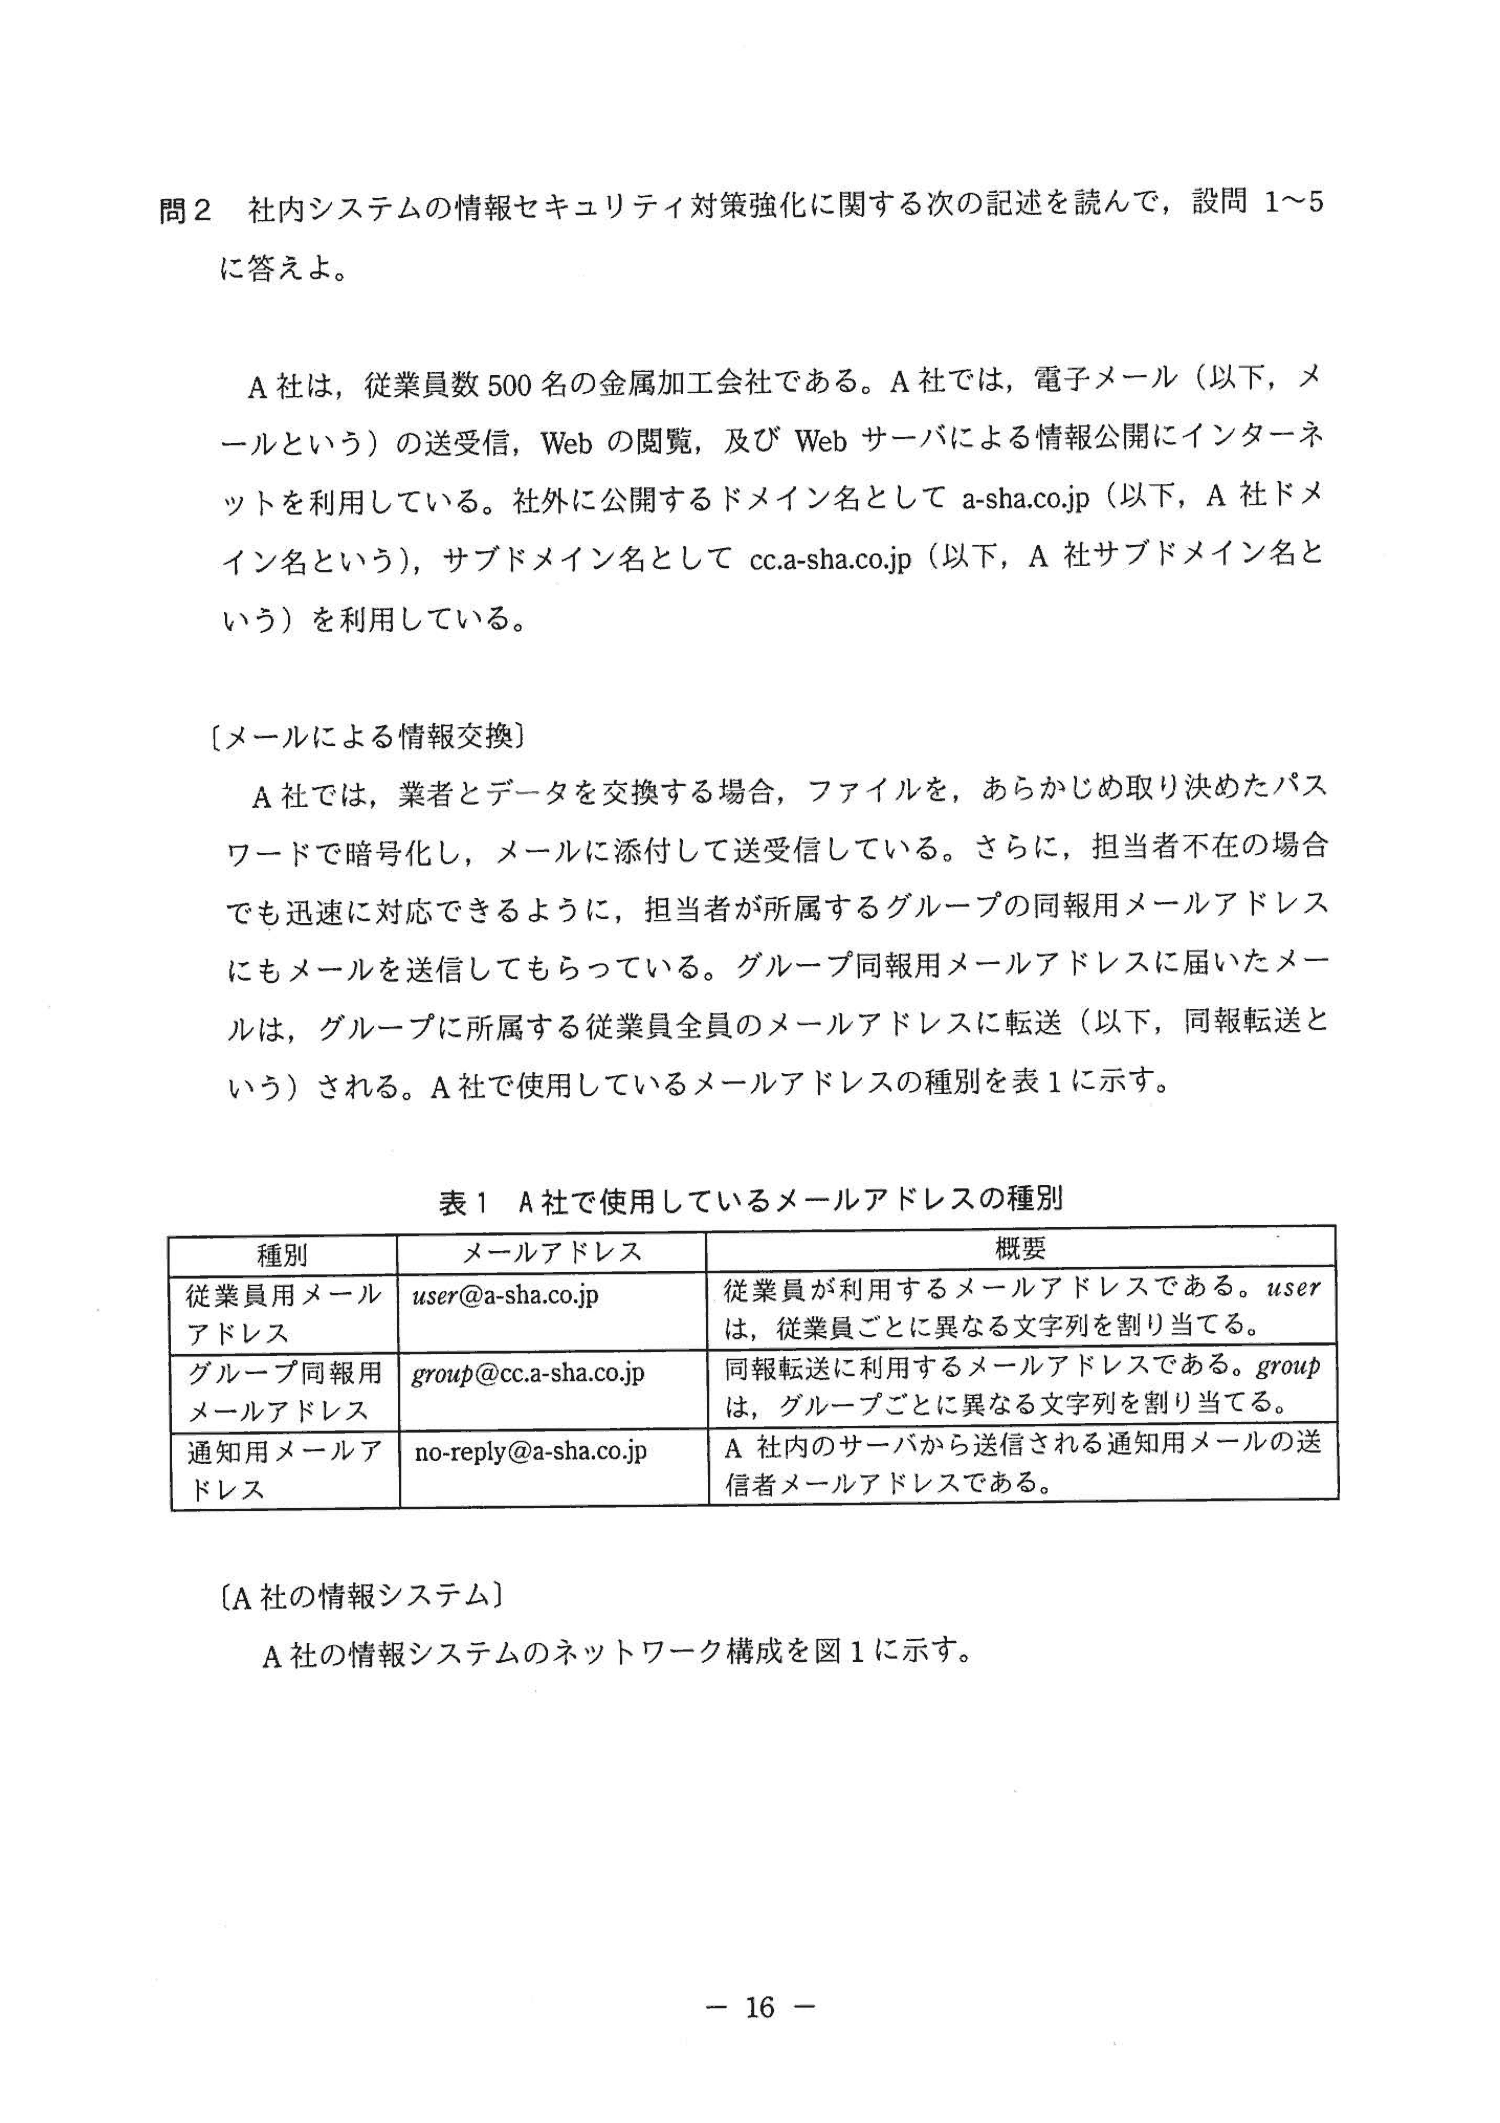 問2 社内システムの情報セキュリティ対策強化に関する次の記述を読んで，設問 1～5
に答えよ。
A 社は，従業員数 500 名の金属加工会社である。A 社では，電子メール（以下，メ
ールという）の送受信，Web の閲覧，及び Web サーバによる情報公開にインターネ
ットを利用している。社外に公開するドメイン名として a-sha.co.jp（以下，A 社ドメ
イン名という），サブドメイン名として cc.a-sha.co.jp（以下，A 社サブドメイン名と
いう）を利用している。
〔メールによる情報交換〕
A 社では，業者とデータを交換する場合，ファイルを，あらかじめ取り決めたパス
ワードで暗号化し，メールに添付して送受信している。さらに，担当者不在の場合
でも迅速に対応できるように，担当者が所属するグループの同報用メールアドレス
にもメールを送信してもらっている。グループ同報用メールアドレスに届いたメー
ルは，グループに所属する従業員全員のメールアドレスに転送（以下，同報転送と
いう）される。A 社で使用しているメールアドレスの種別を表 1 に示す。
表 1 A 社で使用しているメールアドレスの種別
種別 メールアドレス 概要
従業員用メール user@a-sha.co.jp 従業員が利用するメールアドレスである。user
アドレス は，従業員ごとに異なる文字列を割り当てる。
グループ同報用 group@cc.a-sha.co.jp 同報転送に利用するメールアドレスである。group
メールアドレス は，グループごとに異なる文字列を割り当てる。
通知用メールア no-reply@a-sha.co.jp A 社内のサーバから送信される通知用メールの送
ドレス 信者メールアドレスである。
〔A 社の情報システム〕
A 社の情報システムのネットワーク構成を図 1 に示す。
－ 16 －